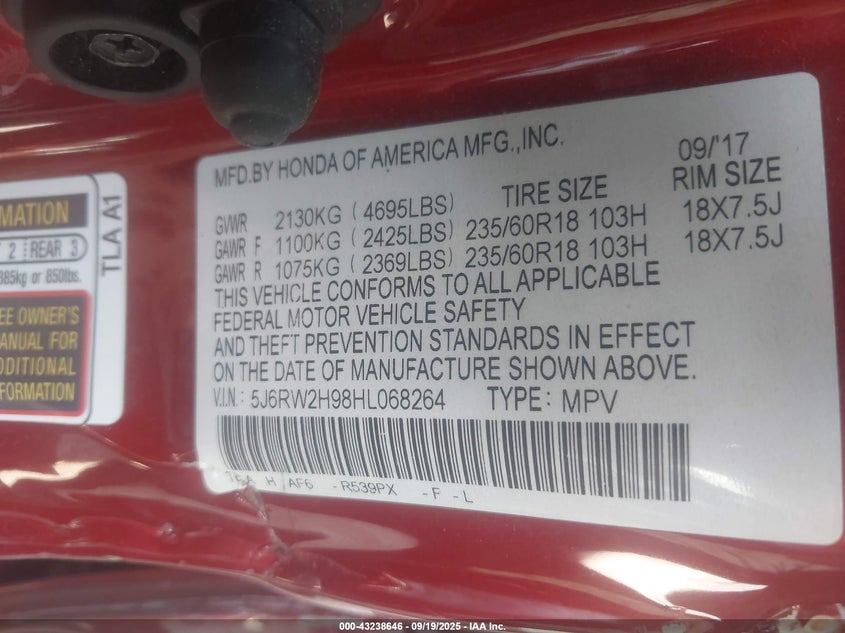 MATION
2 REAR 3
385kg or 850lbs.
EE OWNER'S
ANUAL FOR
DDITIONAL
FORMATION
TLA A1
MFD.BY HONDA OF AMERICA MFG.,INC. 09/'17
TIRE SIZE RIM SIZE
GVWR 2130KG (4695LBS)
GAWR F 1100KG (2425LBS) 235/60R18 103H 18X7.5J
GAWR R 1075KG (2369LBS) 235/60R18 103H 18X7.5J
THIS VEHICLE CONFORMS TO ALL APPLICABLE
FEDERAL MOTOR VEHICLE SAFETY
AND THEFT PREVENTION STANDARDS IN EFFECT
ON THE DATE OF MANUFACTURE SHOWN ABOVE.
V.I.N.: 5J6RW2H98HL068264 TYPE: MPV
H AF6 -R539PX -F -L
000-43238646 - 09/19/2025 - IAA Inc.